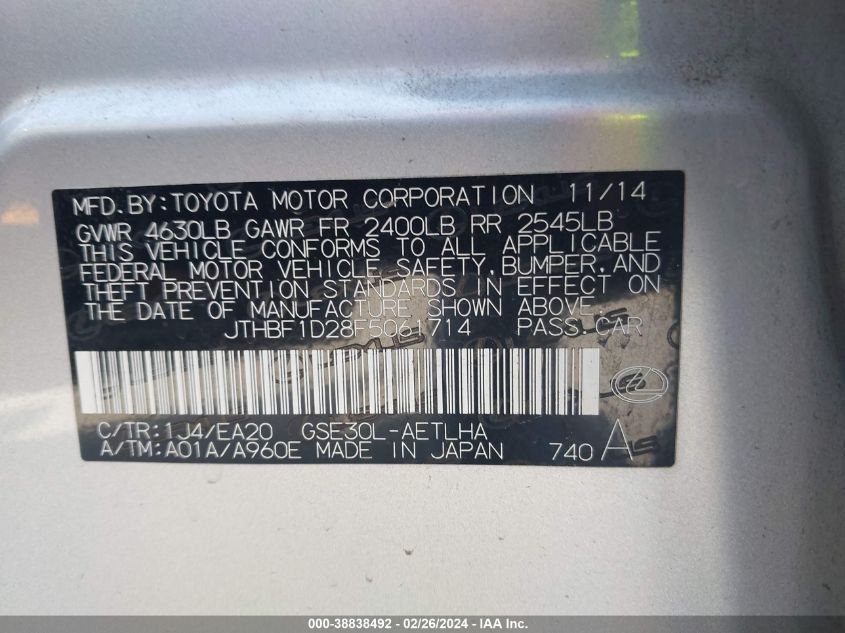 MFD.BY:TOYOTA MOTOR CORPORATION 11/14
GVWR 4630LB GAWR FR 2400LB RR 2545LB
THIS VEHICLE CONFORMS TO ALL APPLICABLE
FEDERAL MOTOR VEHICLE SAFETY,BUMPER,AND
THEFT PREVENTION STANDARDS IN EFFECT ON
THE DATE OF MANUFACTURE SHOWN ABOVE.
JTHBF1D28F5061714 PASS.CAR
C/TR:1J4/EA20 GSE30L-AETLHA
A/TM:A01A/A960E MADE IN JAPAN 740 A
000-38838492 - 02/26/2024 - IAA Inc.